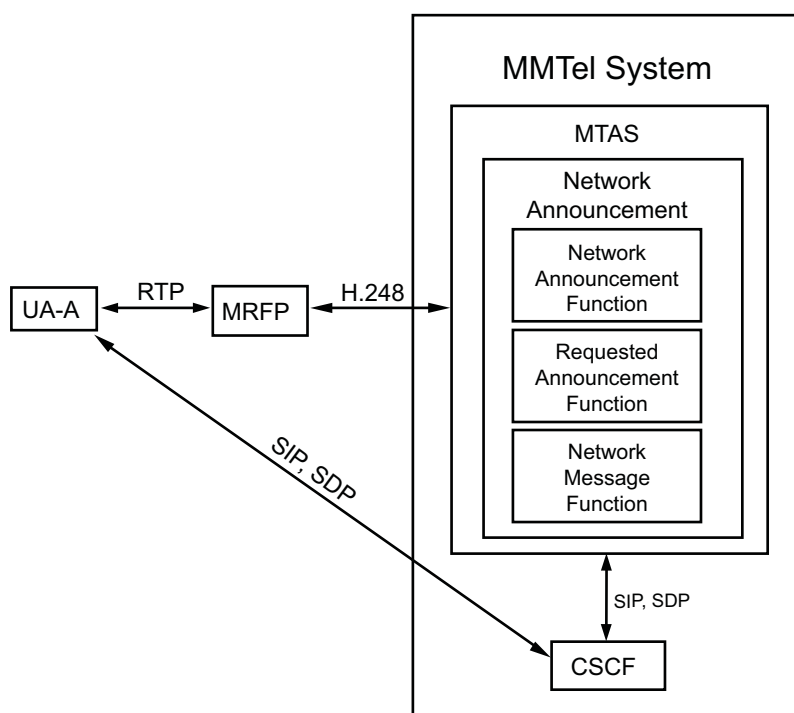 MMTel System
MTAS
Network
Announcement
Network
Announcement
Function
Requested
Announcement
Function
Network
Message
Function
UA-A
RTP
MRFP
H.248
SIP, SDP
SIP, SDP
CSCF